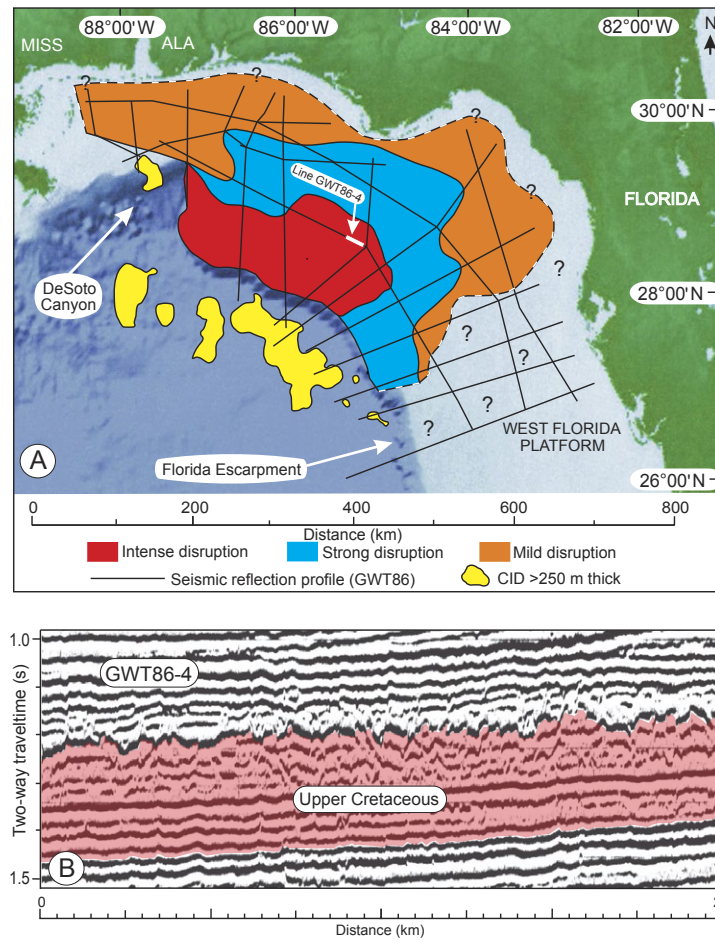 88°00'W
86°00'W
84°00'W
82°00'W
N
MISS
ALA
?
?
?
30°00'N
Line GWT86-4
?
FLORIDA
DeSoto
Canyon
?
28°00'N
?
?
?
?
?
WEST FLORIDA
PLATFORM
A
Florida Escarpment
26°00'N
0
200
400
600
800
Distance (km)
Intense disruption
Strong disruption
Mild disruption
Seismic reflection profile (GWT86)
CID >250 m thick
1.0
GWT86-4
Two-way traveltime (s)
Upper Cretaceous
B
1.5
0
Distance (km)